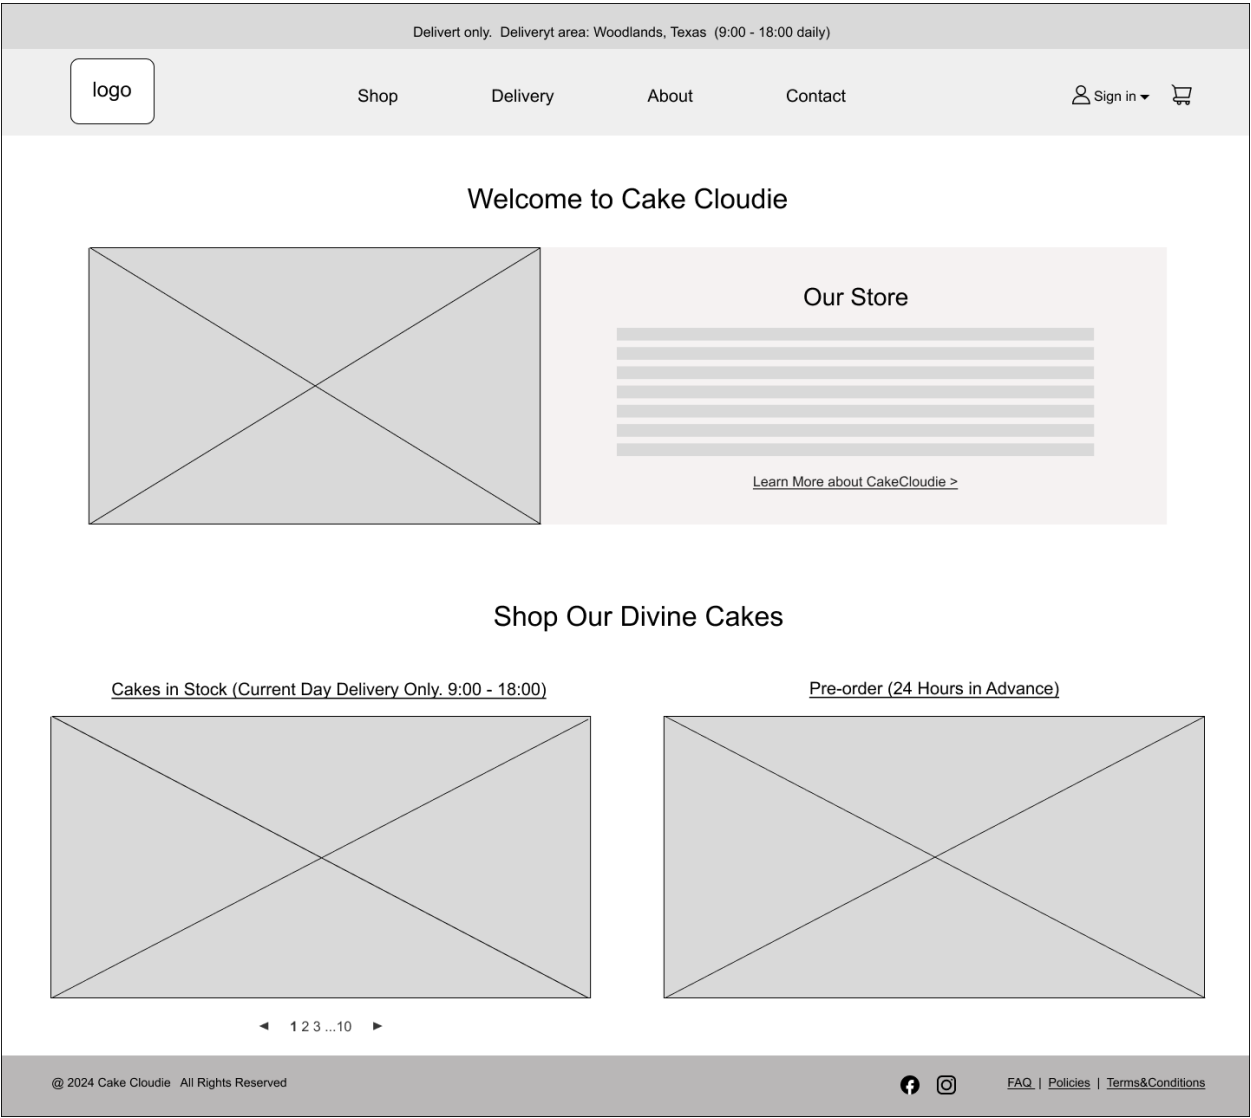 Delivert only.  Deliveryt area: Woodlands, Texas  (9:00 - 18:00 daily)
logo
Shop
Delivery
About
Contact
Sign in
Welcome to Cake Cloudie
Our Store
Learn More about CakeCloudie >
Shop Our Divine Cakes
Cakes in Stock (Current Day Delivery Only. 9:00 - 18:00)
Pre-order (24 Hours in Advance)
1 2 3 ...10
@ 2024 Cake Cloudie   All Rights Reserved
FAQ  |  Policies  |  Terms&Conditions